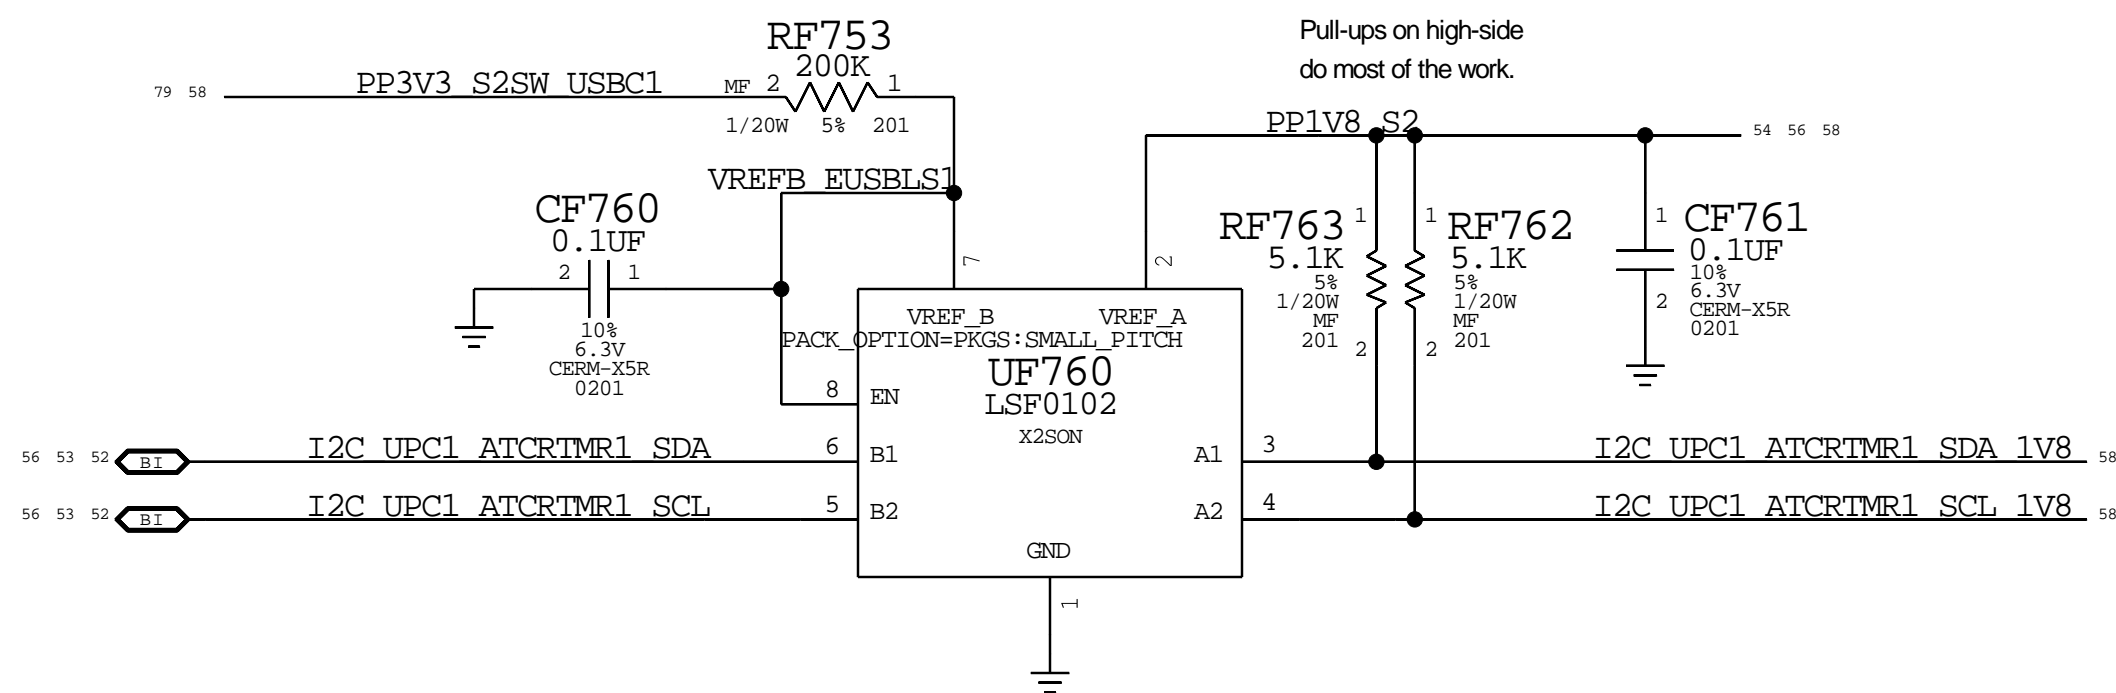 RF753
200K
Pull-ups on high-side
do most of the work.
79 58
PP3V3_S2SW_USBC1
MF 2
1
1/20W 5% 201
PP1V8_S2
54 56 58
VREFB_EUSBLS1
CF760
0.1UF
2 1
10%
6.3V
CERM-X5R
0201
7
2
RF763
5.1K
5%
1/20W
MF
201
1
2
RF762
5.1K
5%
1/20W
MF
201
1
2
CF761
0.1UF
10%
6.3V
CERM-X5R
0201
1
2
VREF_B VREF_A
PACK_OPTION=PKGS:SMALL_PITCH
UF760
LSF0102
X2SON
8 EN
56 53 52 BI I2C_UPC1_ATCRTMR1_SDA 6 B1
A1 3 I2C_UPC1_ATCRTMR1_SDA_1V8 58
56 53 52 BI I2C_UPC1_ATCRTMR1_SCL 5 B2
A2 4 I2C_UPC1_ATCRTMR1_SCL_1V8 58
GND
1